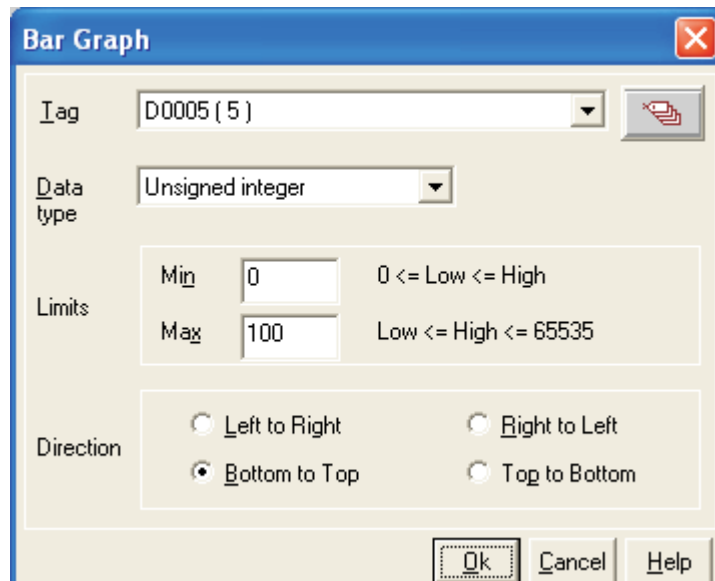 Bar Graph
Tag D0005 ( 5 )
Data type Unsigned integer
Limits
Min 0 0 <= Low <= High
Max 100 Low <= High <= 65535
Direction
Left to Right Right to Left
Bottom to Top Top to Bottom
Ok Cancel Help